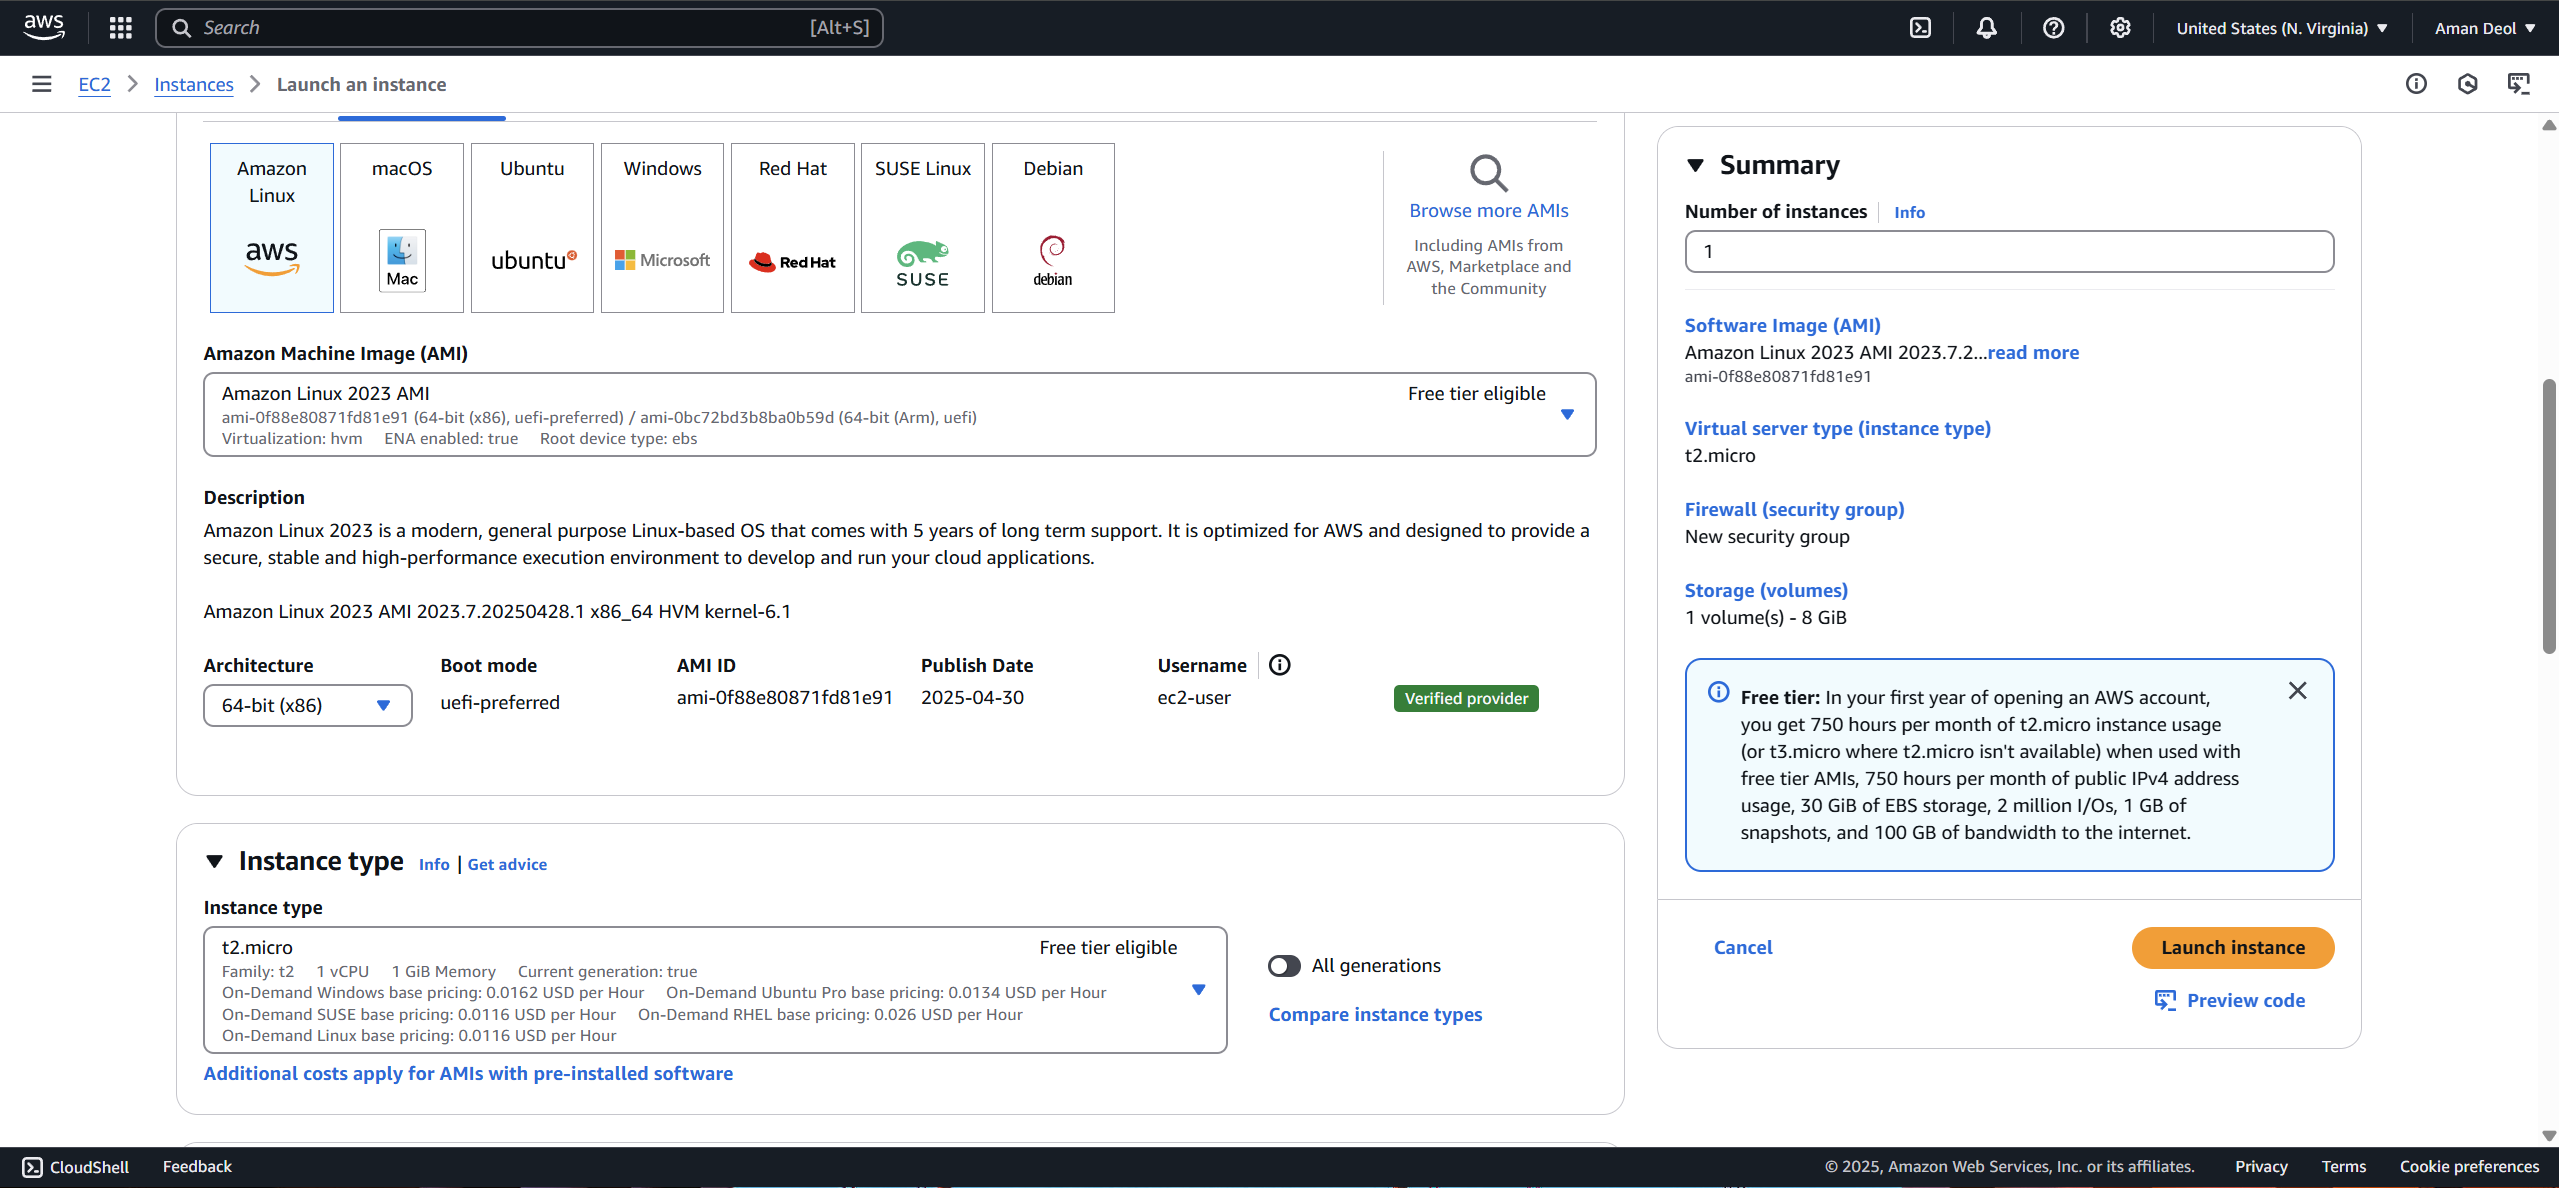 aws
Search [Alt+S]
United States (N. Virginia)
Aman Deol
EC2 > Instances > Launch an instance
Amazon Linux
aws
macOS
Mac
Ubuntu
ubuntu
Windows
Microsoft
Red Hat
Red Hat
SUSE Linux
SUSE
Debian
debian
Browse more AMIs
Including AMIs from
AWS, Marketplace and
the Community
Amazon Machine Image (AMI)
Amazon Linux 2023 AMI Free tier eligible
ami-0f88e80871fd81e91 (64-bit (x86), uefi-preferred) / ami-0bc72bd3b8ba0b59d (64-bit (Arm), uefi)
Virtualization: hvm ENA enabled: true Root device type: ebs
Description
Amazon Linux 2023 is a modern, general purpose Linux-based OS that comes with 5 years of long term support. It is optimized for AWS and designed to provide a
secure, stable and high-performance execution environment to develop and run your cloud applications.
Amazon Linux 2023 AMI 2023.7.20250428.1 x86_64 HVM kernel-6.1
Architecture Boot mode AMI ID Publish Date Username
64-bit (x86) uefi-preferred ami-0f88e80871fd81e91 2025-04-30 ec2-user Verified provider
Instance type Info | Get advice
Instance type
t2.micro Free tier eligible
Family: t2 1 vCPU 1 GiB Memory Current generation: true
On-Demand Windows base pricing: 0.0162 USD per Hour On-Demand Ubuntu Pro base pricing: 0.0134 USD per Hour
On-Demand SUSE base pricing: 0.0116 USD per Hour On-Demand RHEL base pricing: 0.026 USD per Hour
On-Demand Linux base pricing: 0.0116 USD per Hour
All generations
Compare instance types
Additional costs apply for AMIs with pre-installed software
Summary
Number of instances Info
1
Software Image (AMI)
Amazon Linux 2023 AMI 2023.7.2...read more
ami-0f88e80871fd81e91
Virtual server type (instance type)
t2.micro
Firewall (security group)
New security group
Storage (volumes)
1 volume(s) - 8 GiB
Free tier: In your first year of opening an AWS account,
you get 750 hours per month of t2.micro instance usage
(or t3.micro where t2.micro isn't available) when used with
free tier AMIs, 750 hours per month of public IPv4 address
usage, 30 GiB of EBS storage, 2 million I/Os, 1 GB of
snapshots, and 100 GB of bandwidth to the internet.
Cancel
Launch instance
Preview code
CloudShell Feedback © 2025, Amazon Web Services, Inc. or its affiliates. Privacy Terms Cookie preferences